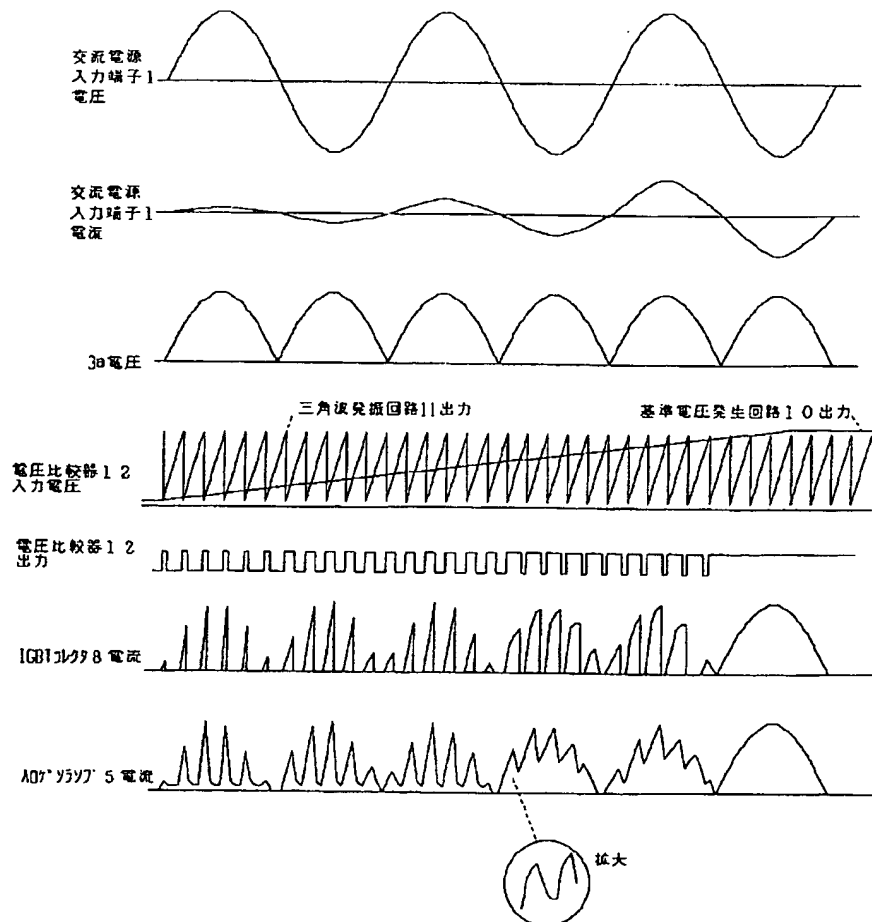 交流電源
入力端子1
電圧
交流電源
入力端子1
電流
3a電圧
三角波発振回路11出力
基準電圧発生回路10出力
電圧比較器12
入力電圧
電圧比較器12
出力
IGBTコレクタ8電流
ハロゲンランプ5電流
拡大